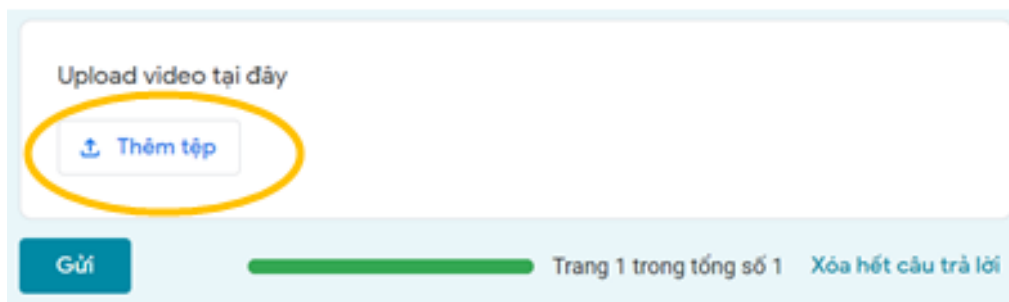 Upload video tại đây
Thêm tệp
Gửi
Trang 1 trong tổng số 1
Xóa hết câu trả lời